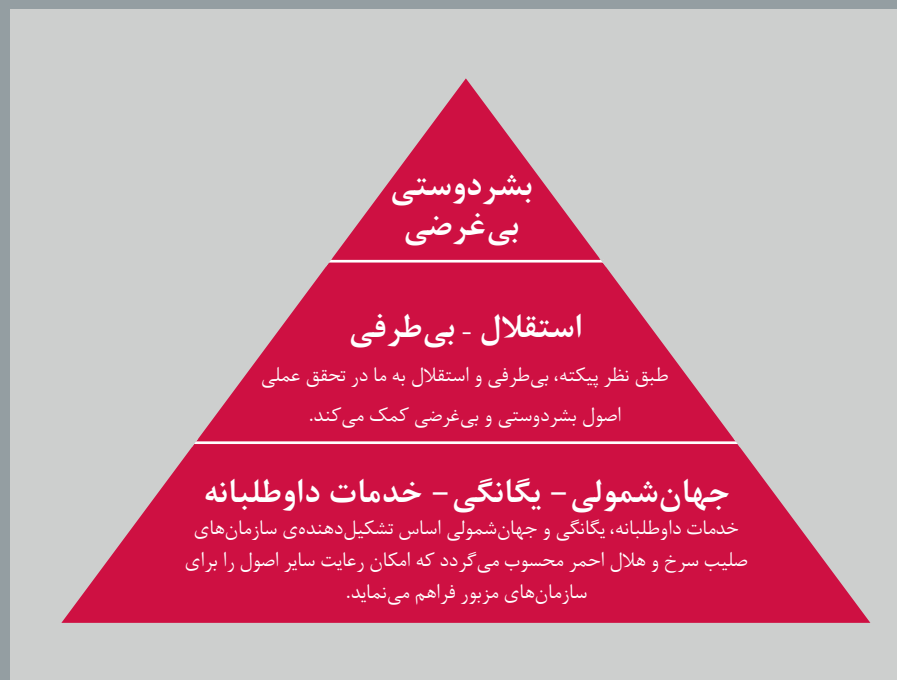 بشردوستی
بی‌غرضی
استقلال - بی‌طرفی
طبق نظر پیکته، بی‌طرفی و استقلال به ما در تحقق عملی
اصول بشردوستی و بی‌غرضی کمک می‌کند.
جهان‌شمولی - یگانگی - خدمات داوطلبانه
خدمات داوطلبانه، یگانگی و جهان‌شمولی اساس تشکیل‌دهنده‌ی سازمان‌های
صلیب سرخ و هلال احمر محسوب می‌گردد که امکان رعایت سایر اصول را برای
سازمان‌های مزبور فراهم می‌نماید.